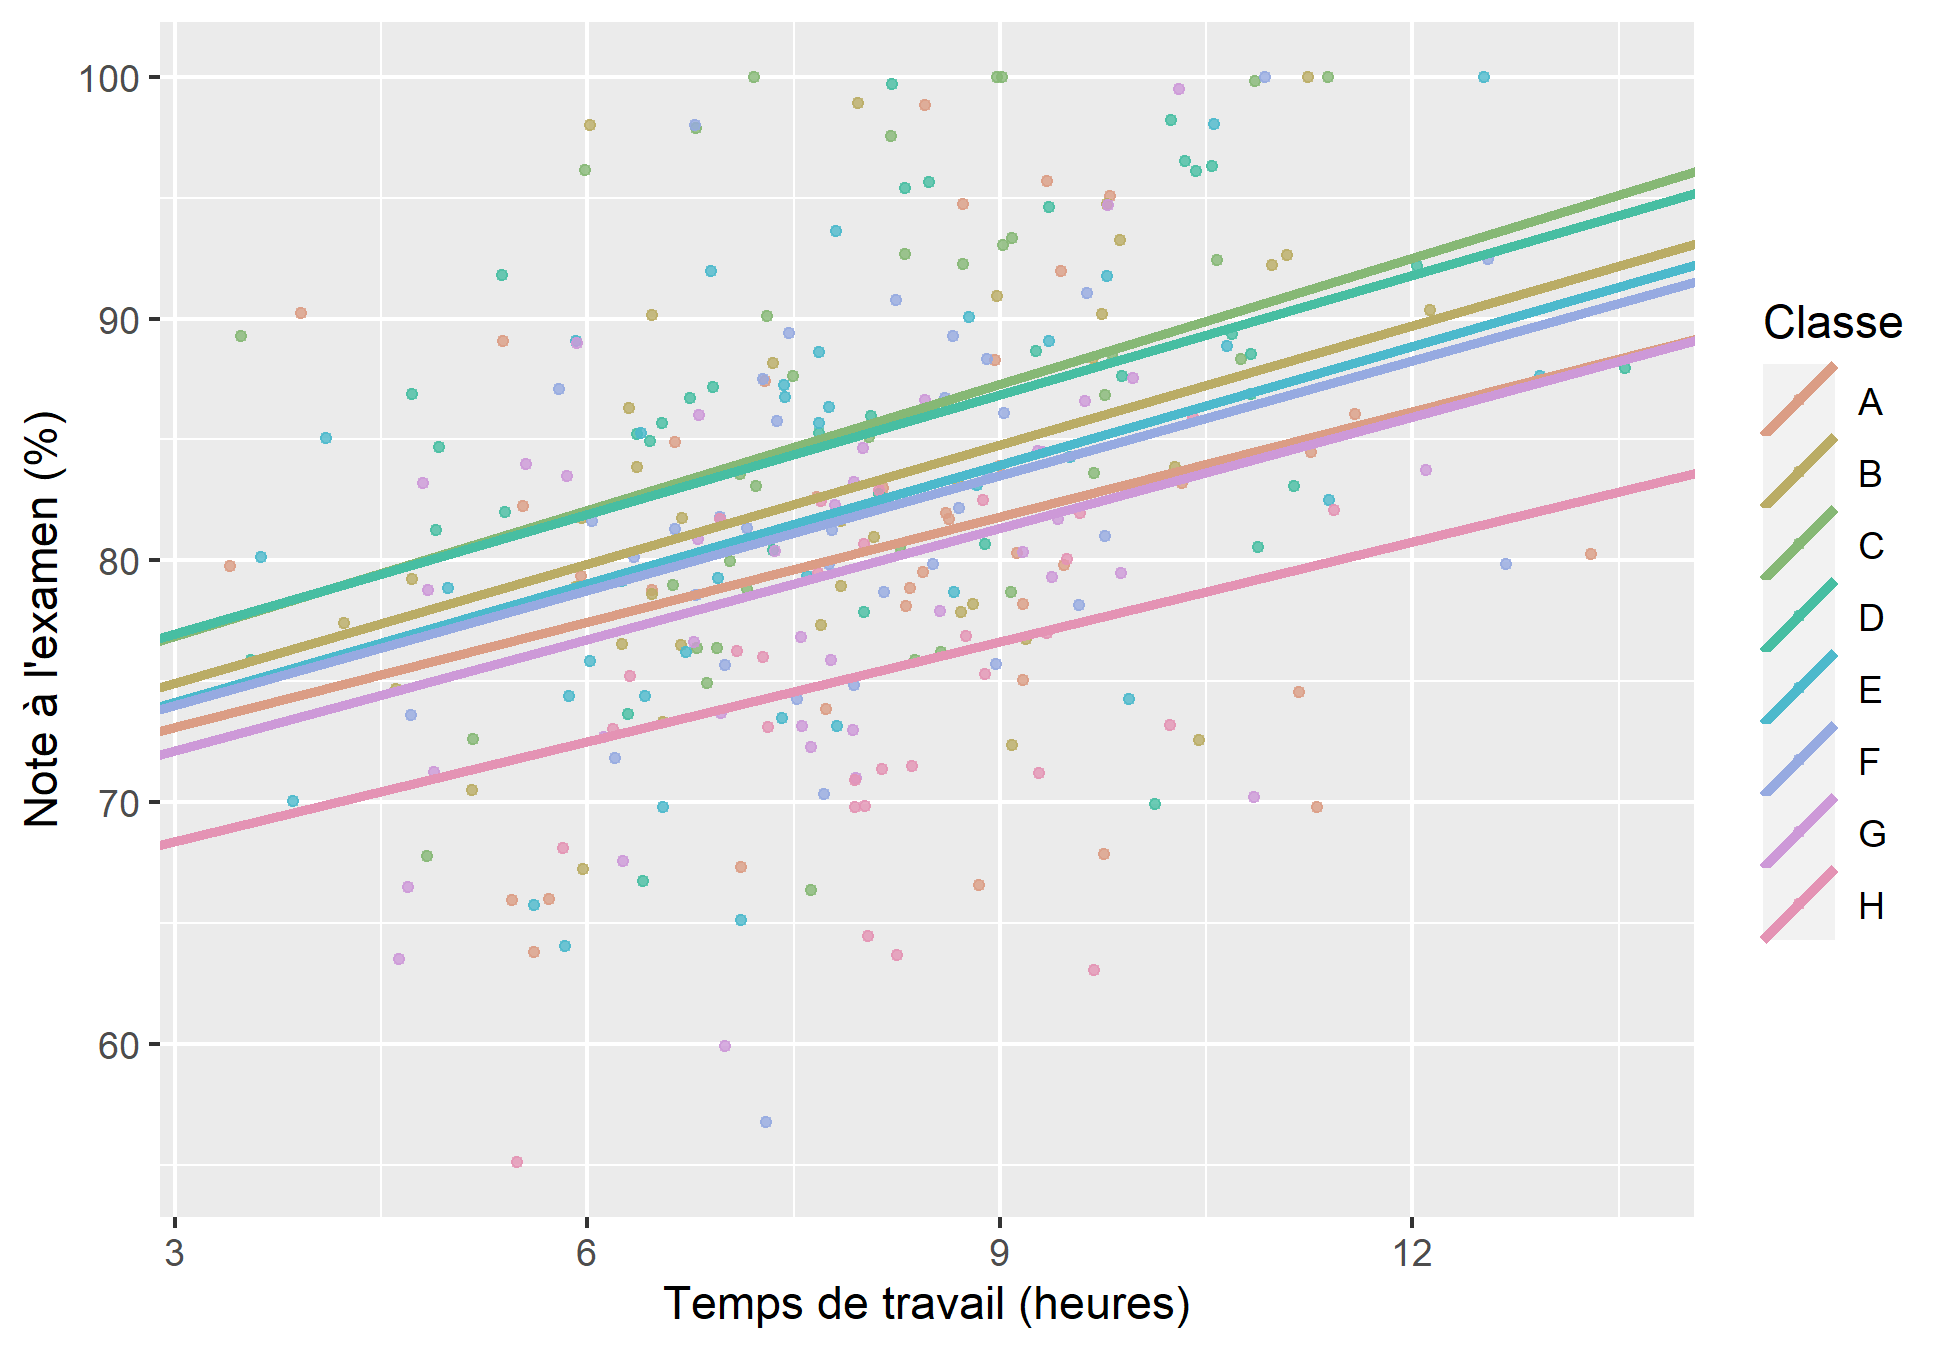 Note à l'examen (%)
100
90
80
70
60
3 6 9 12
Temps de travail (heures)
Classe
A
B
C
D
E
F
G
H